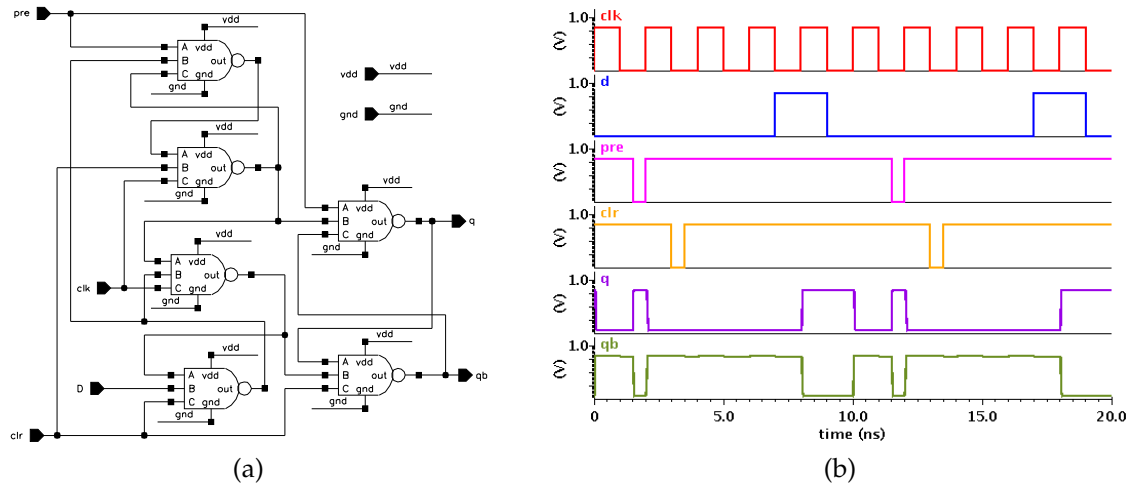 pre
vdd
A vdd
B out
C gnd
gnd
vdd vdd
gnd gnd
vdd
A vdd
B out
C gnd
gnd
vdd
A vdd
B out
C gnd
gnd
q
vdd
A vdd
B out
C gnd
gnd
clk
vdd
A vdd
B out
C gnd
gnd
D
vdd
A vdd
B out
C gnd
gnd
qb
clr
(a)
clk
1.0
(V)
d
1.0
(V)
pre
1.0
(V)
clr
1.0
(V)
q
1.0
(V)
qb
1.0
(V)
0 5.0 10.0 15.0 20.0
time (ns)
(b)